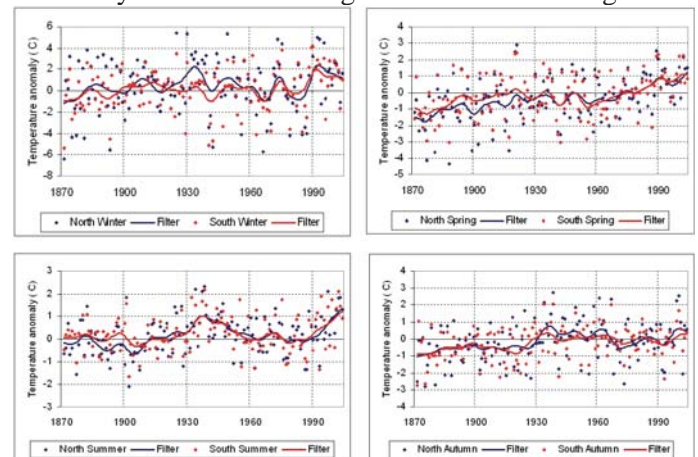 6
4
2
0
-2
-4
-6
-8
Temperature anomaly ( C)
1870 1900 1930 1960 1990
North Winter Filter South Winter Filter
4
3
2
1
0
-1
-2
-3
-4
-5
Temperature anomaly ( C)
1870 1900 1930 1960 1990
North Spring Filter South Spring Filter
3
2
1
0
-1
-2
-3
Temperature anomaly ( C)
1870 1900 1930 1960 1990
North Summer Filter South Summer Filter
4
3
2
1
0
-1
-2
-3
-4
Temperature anomaly ( C)
1870 1900 1930 1960 1990
North Autumn Filter South Autumn Filter